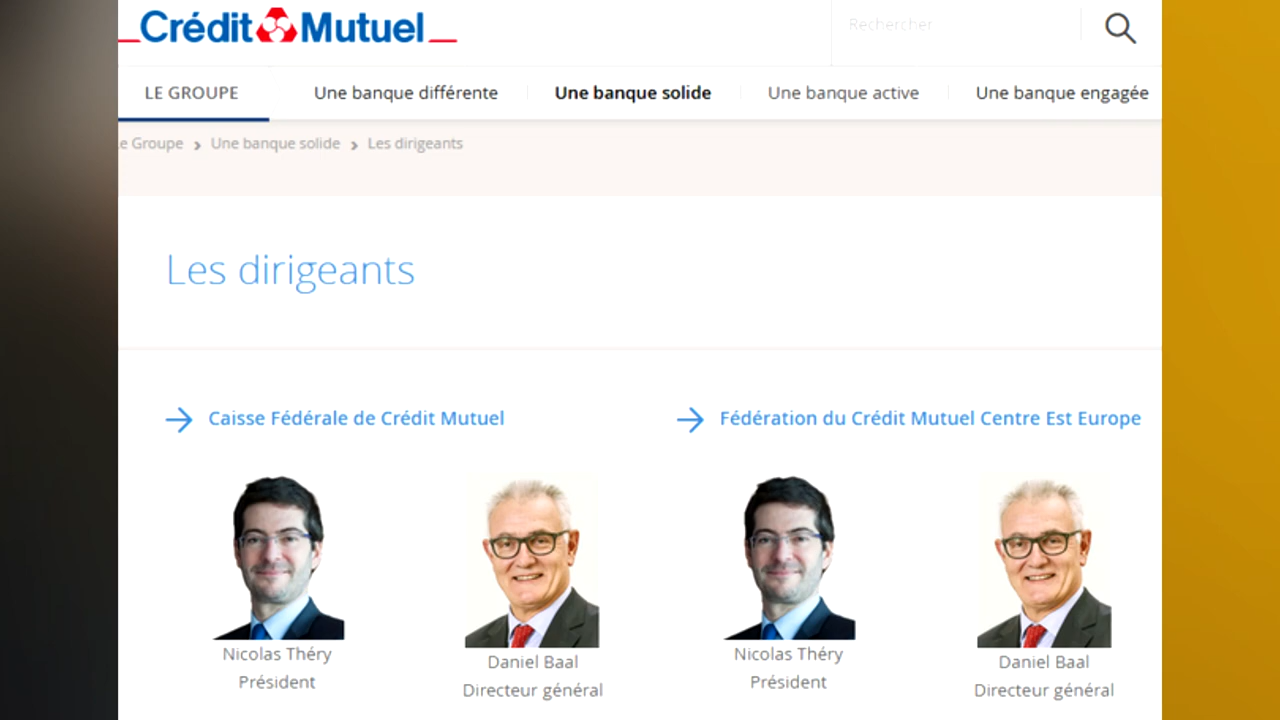 Crédit Mutuel
Rechercher
LE GROUPE Une banque différente Une banque solide Une banque active Une banque engagée
e Groupe > Une banque solide > Les dirigeants
Les dirigeants
→ Caisse Fédérale de Crédit Mutuel
→ Fédération du Crédit Mutuel Centre Est Europe
Nicolas Théry
Président
Daniel Baal
Directeur général
Nicolas Théry
Président
Daniel Baal
Directeur général